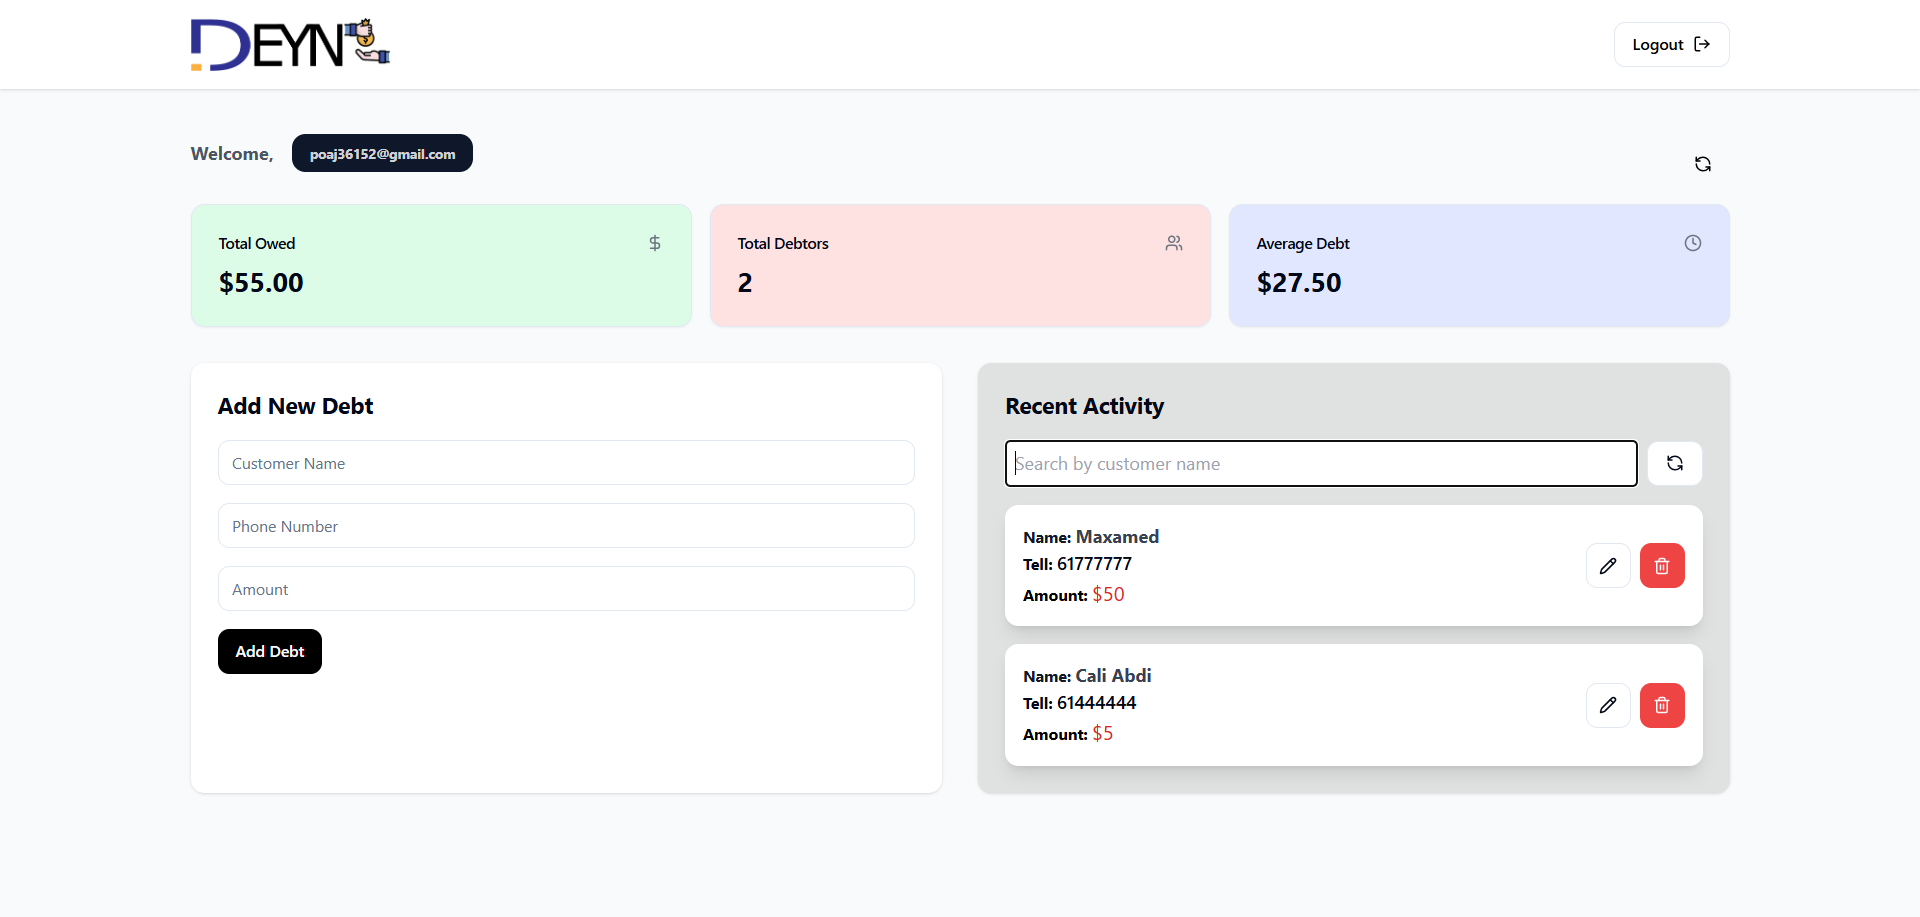 DEYN
Logout
Welcome,
poaj36152@gmail.com
Total Owed
$55.00
Total Debtors
2
Average Debt
$27.50
Add New Debt
Customer Name
Phone Number
Amount
Add Debt
Recent Activity
Search by customer name
Name: Maxamed
Tell: 61777777
Amount: $50
Name: Cali Abdi
Tell: 61444444
Amount: $5